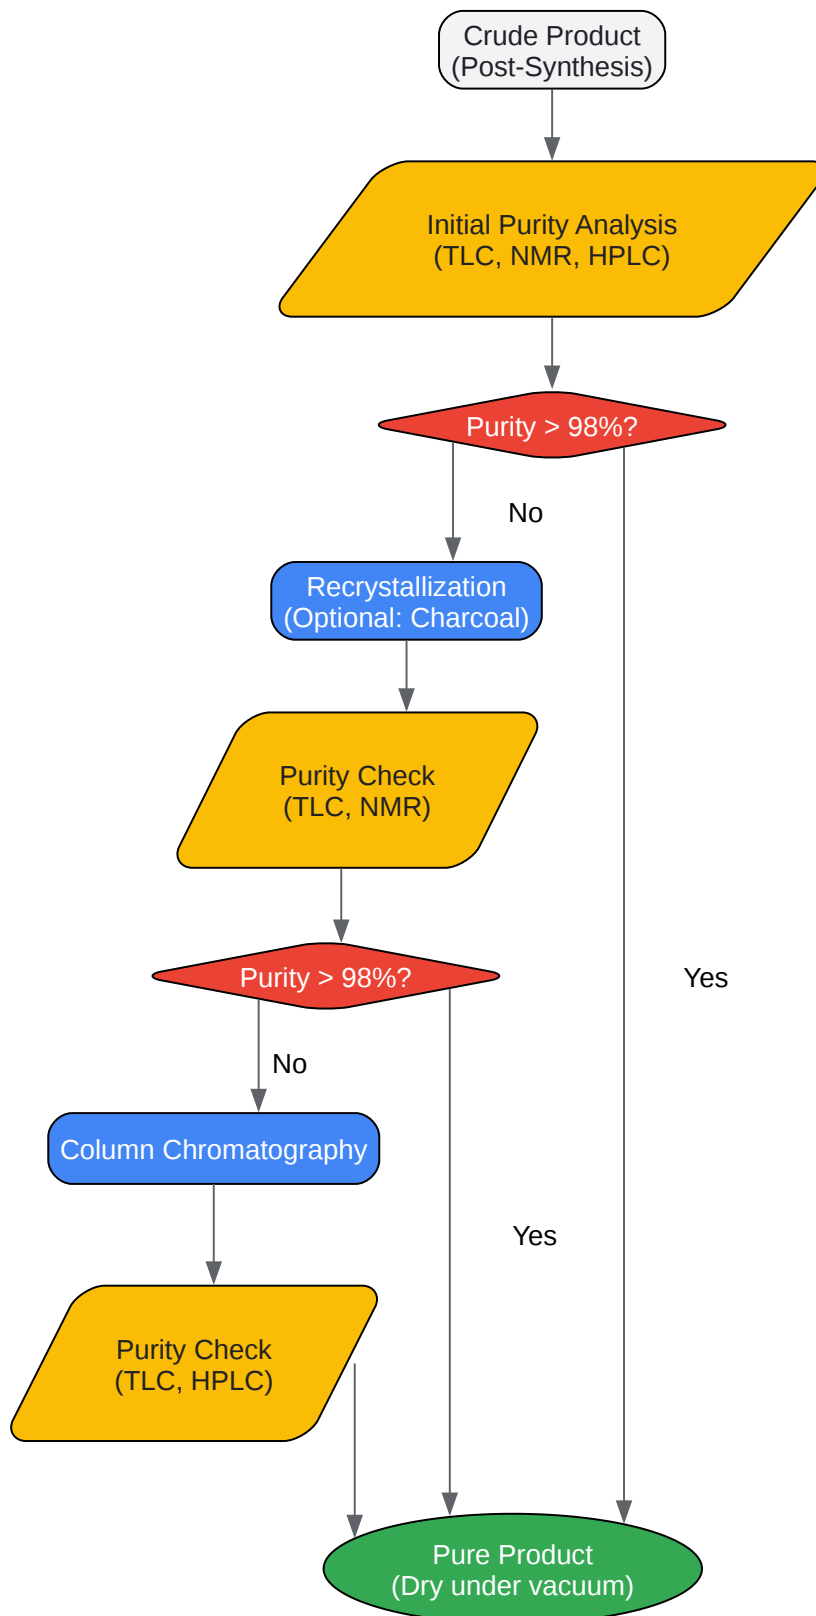 Crude Product
(Post-Synthesis)
Initial Purity Analysis
(TLC, NMR, HPLC)
Purity > 98%?
No
Recrystallization
(Optional: Charcoal)
Purity Check
(TLC, NMR)
Purity > 98%?
Yes
No
Column Chromatography
Yes
Purity Check
(TLC, HPLC)
Pure Product
(Dry under vacuum)